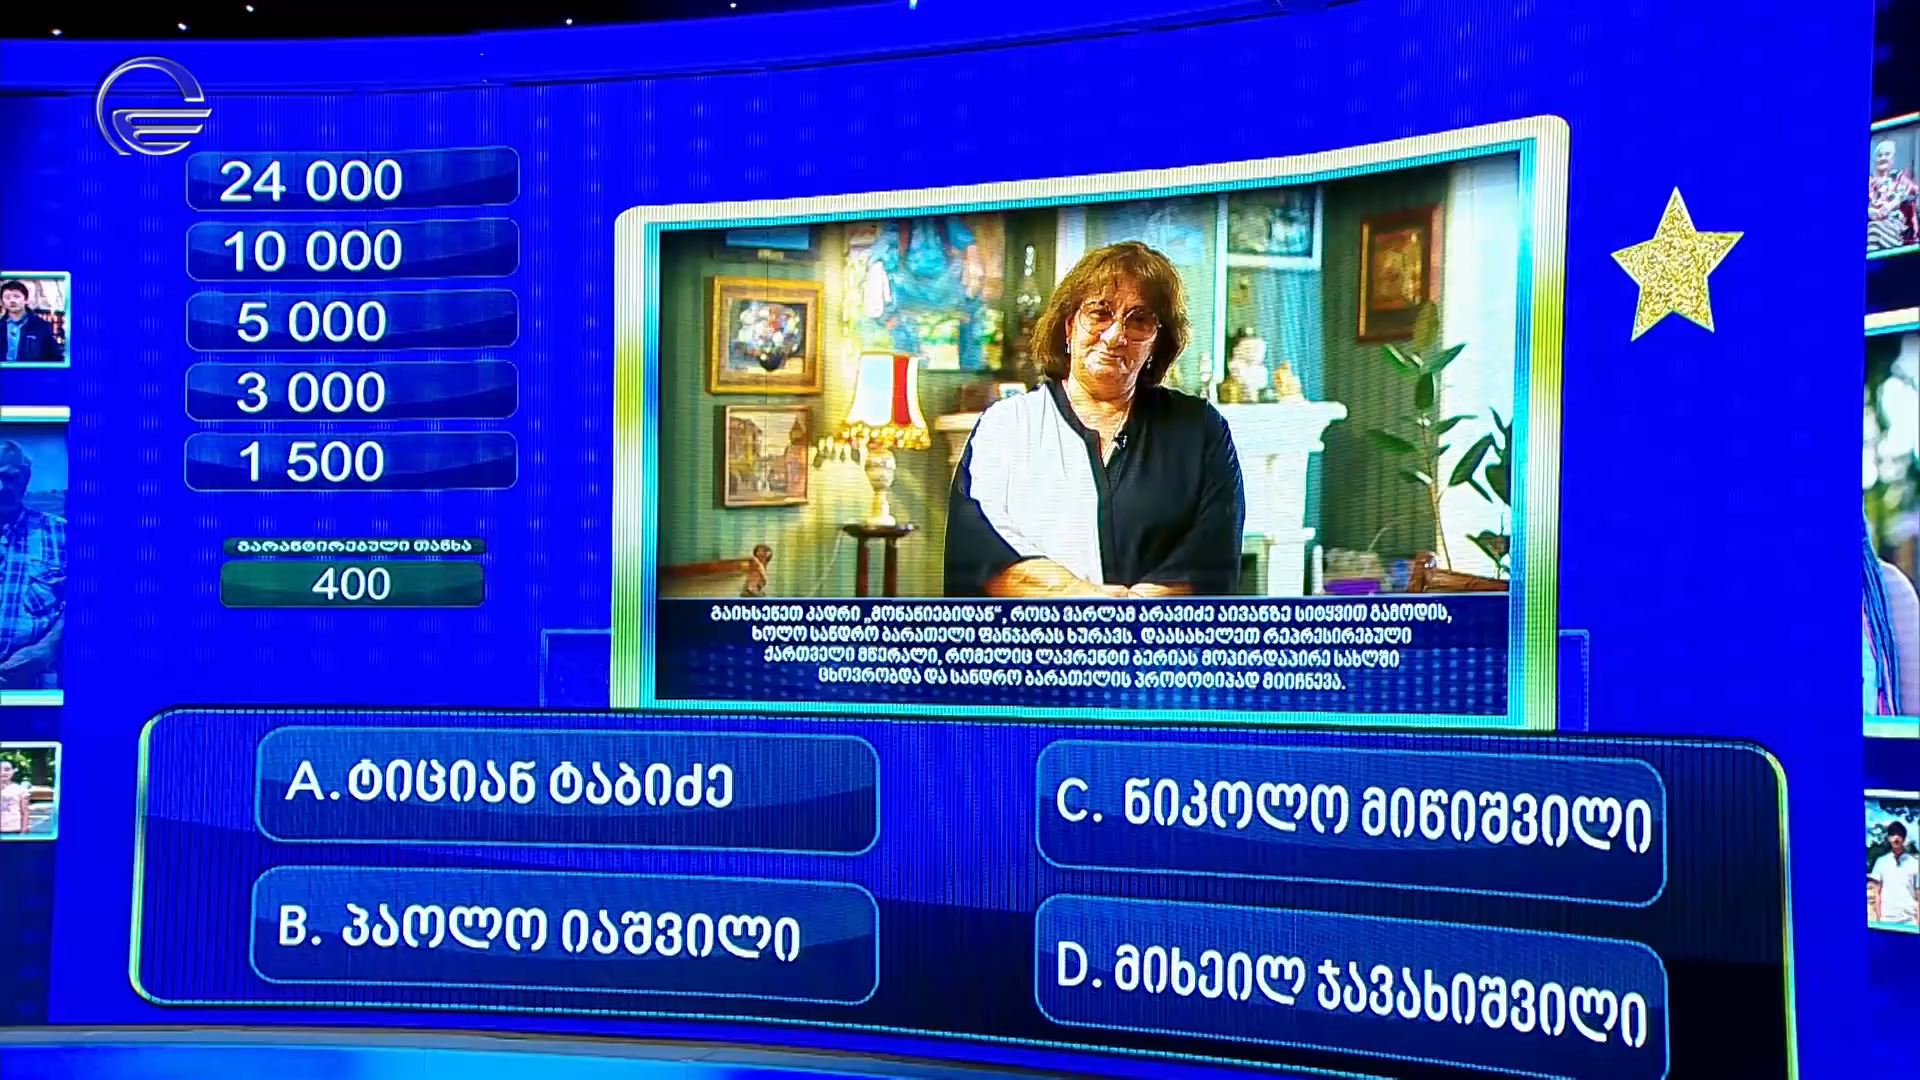 24 000
10 000
5 000
3 000
1 500
გარანტირებული თანხა
400
გაიხსენეთ კადრი „მონანიებიდან“, როცა ვარლამ არავიძე აივანზე სიტყვით გამოდის,
ხოლო სანდრო ბარათელი ფანჯარას ხურავს. დაასახელეთ რეპრესირებული
ქართველი მწერალი, რომელიც ლავრენტი ბერიას მოპირდაპირე სახლში
ცხოვრობდა და სანდრო ბარათელის პროტოტიპად მიიჩნევა.
A. ტიციან ტაბიძე
C. ნიკოლო მიწიშვილი
B. პაოლო იაშვილი
D. მიხეილ ჯავახიშვილი